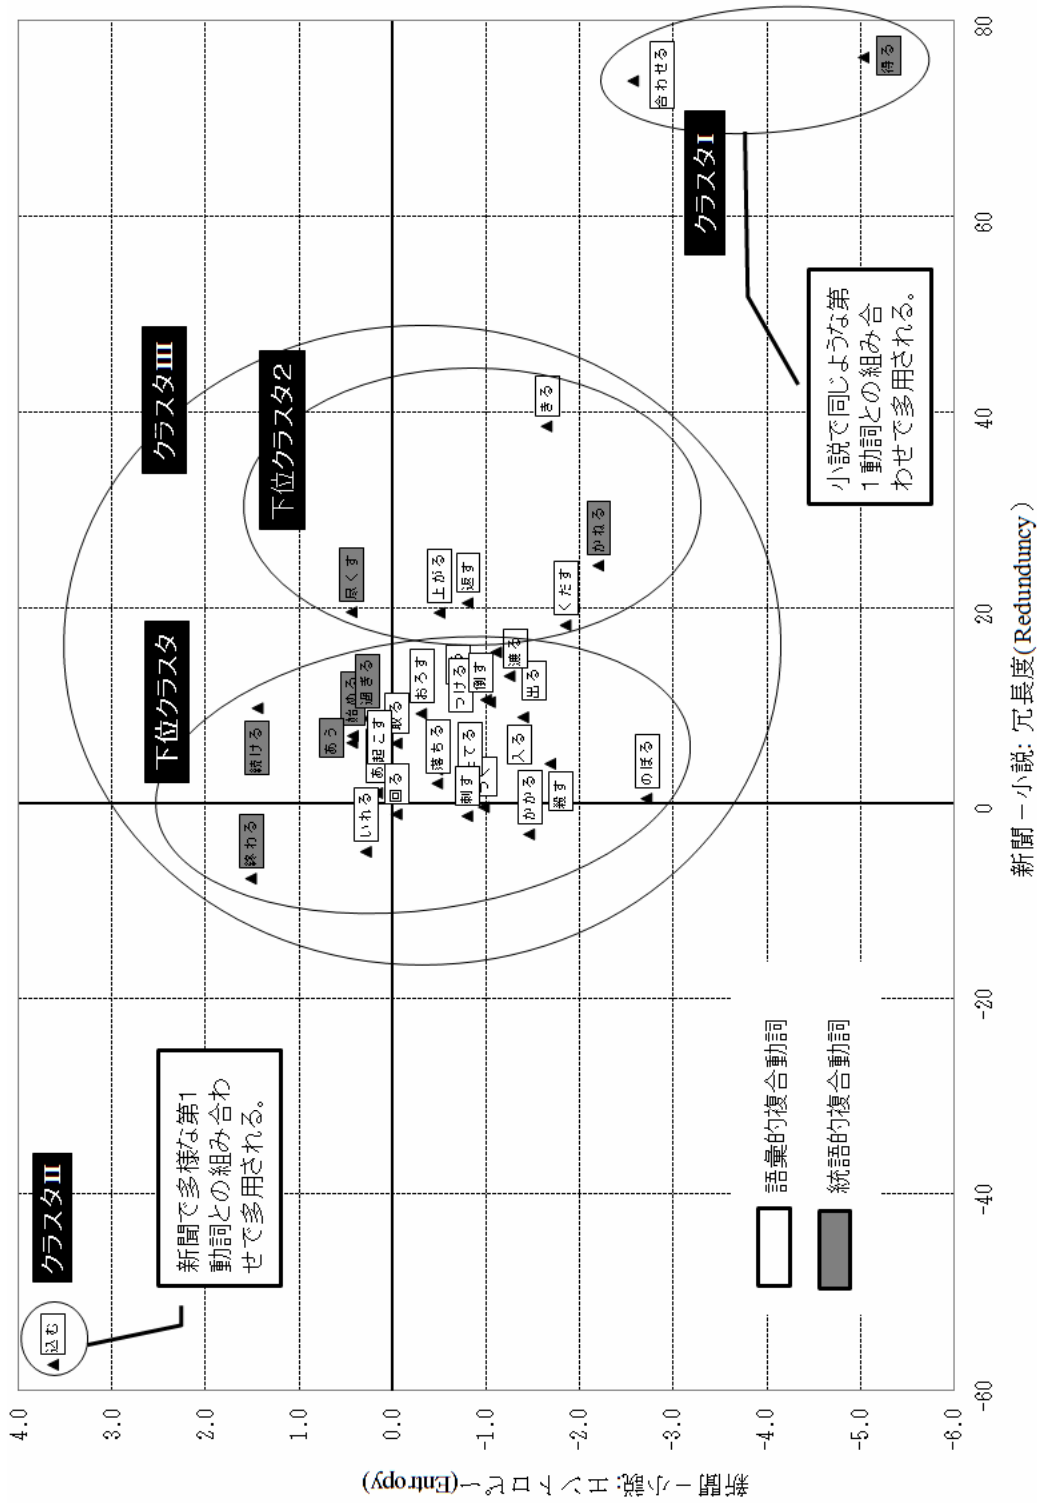 クラスタII
新聞で多様な第1
動詞との組み合わ
せで多用される。
込む
クラスタIII
下位クラスタ
下位クラスタ2
終わる
続ける
あう
始める
過ぎる
尽くす
いれる
回る
起こす
取る
おろす
落ちる
刺す
つける
倒す
上がる
返す
かかる
入る
出る
殺す
のぼる
くだす
かねる
きる
クラスタI
合わせる
得る
小説で同じような第
1動詞との組み合
わせで多用される。
語彙的複合動詞
統語的複合動詞
4.0
3.0
2.0
1.0
0.0
-1.0
-2.0
-3.0
-4.0
-5.0
-6.0
-60
-40
-20
0
20
40
60
80
新聞－小説:エントロピー(Entropy)
新聞－小説: 冗長度(Redunduncy)